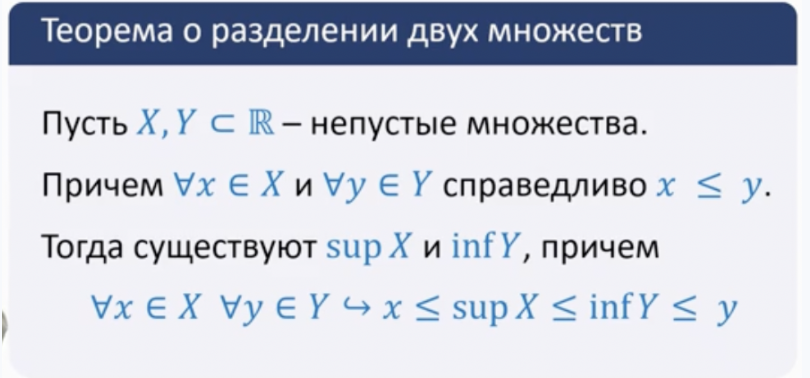 Теорема о разделении двух множеств
Пусть X, Y ⊂ ℝ – непустые множества.
Причем ∀x ∈ X и ∀y ∈ Y справедливо x ≤ y.
Тогда существуют sup X и inf Y, причем
∀x ∈ X ∀y ∈ Y ↪ x ≤ sup X ≤ inf Y ≤ y